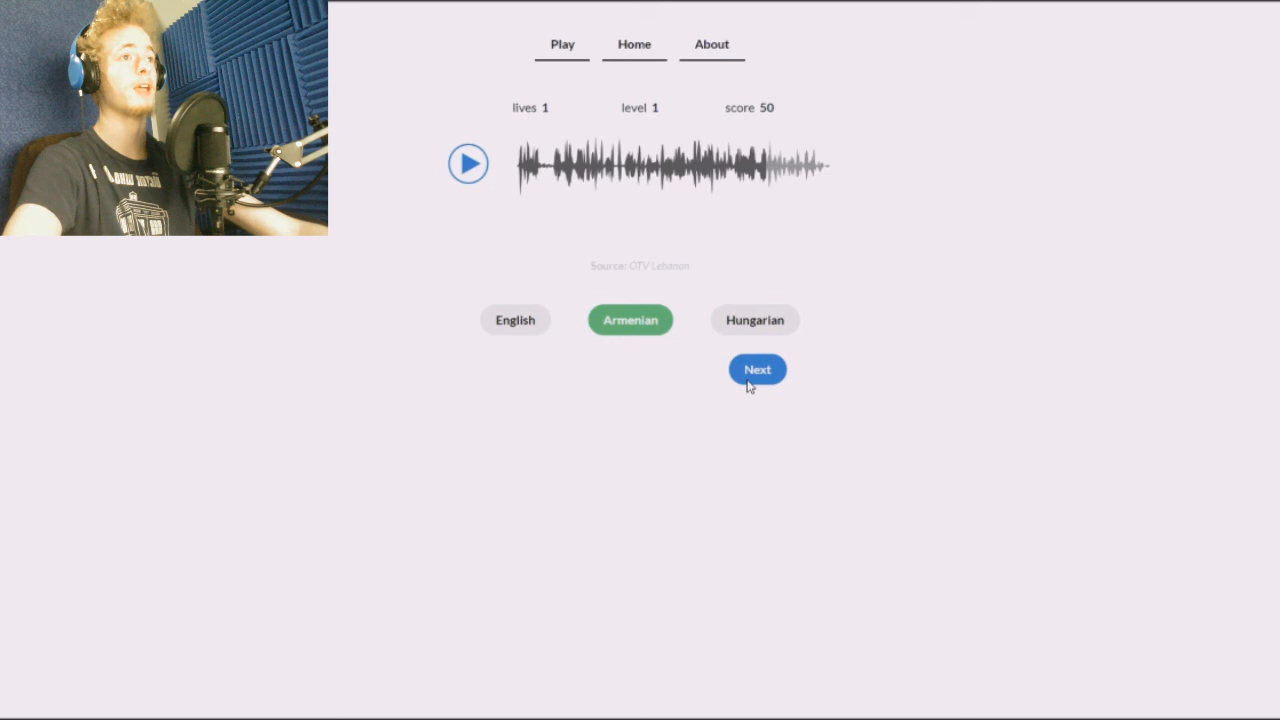 Play Home About
lives 1 level 1 score 50
Source: OTV Lebanon
English Armenian Hungarian
Next